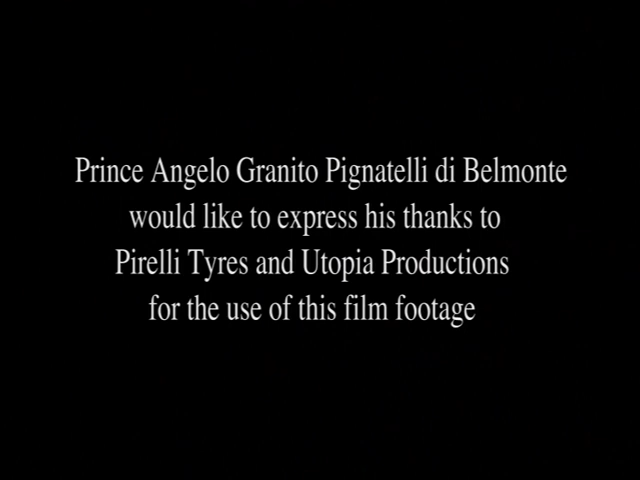 Prince Angelo Granito Pignatelli di Belmonte
would like to express his thanks to
Pirelli Tyres and Utopia Productions
for the use of this film footage